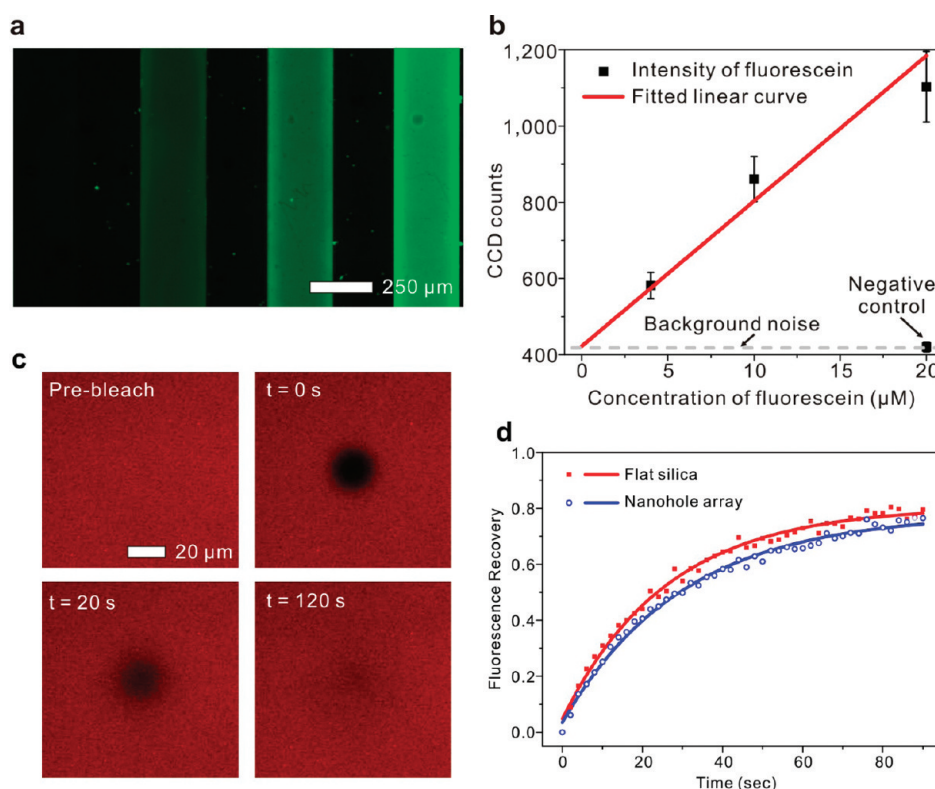 a
250 μm
b
1,200
1,000
800
600
400
CCD counts
Intensity of fluorescein
Fitted linear curve
Background noise
Negative
control
0
5
10
15
20
Concentration of fluorescein (μM)
c
Pre-bleach
20 μm
t = 0 s
t = 20 s
t = 120 s
d
1.0
0.8
0.6
0.4
0.2
0.0
Fluorescence Recovery
Flat silica
Nanohole array
0
20
40
60
80
Time (sec)